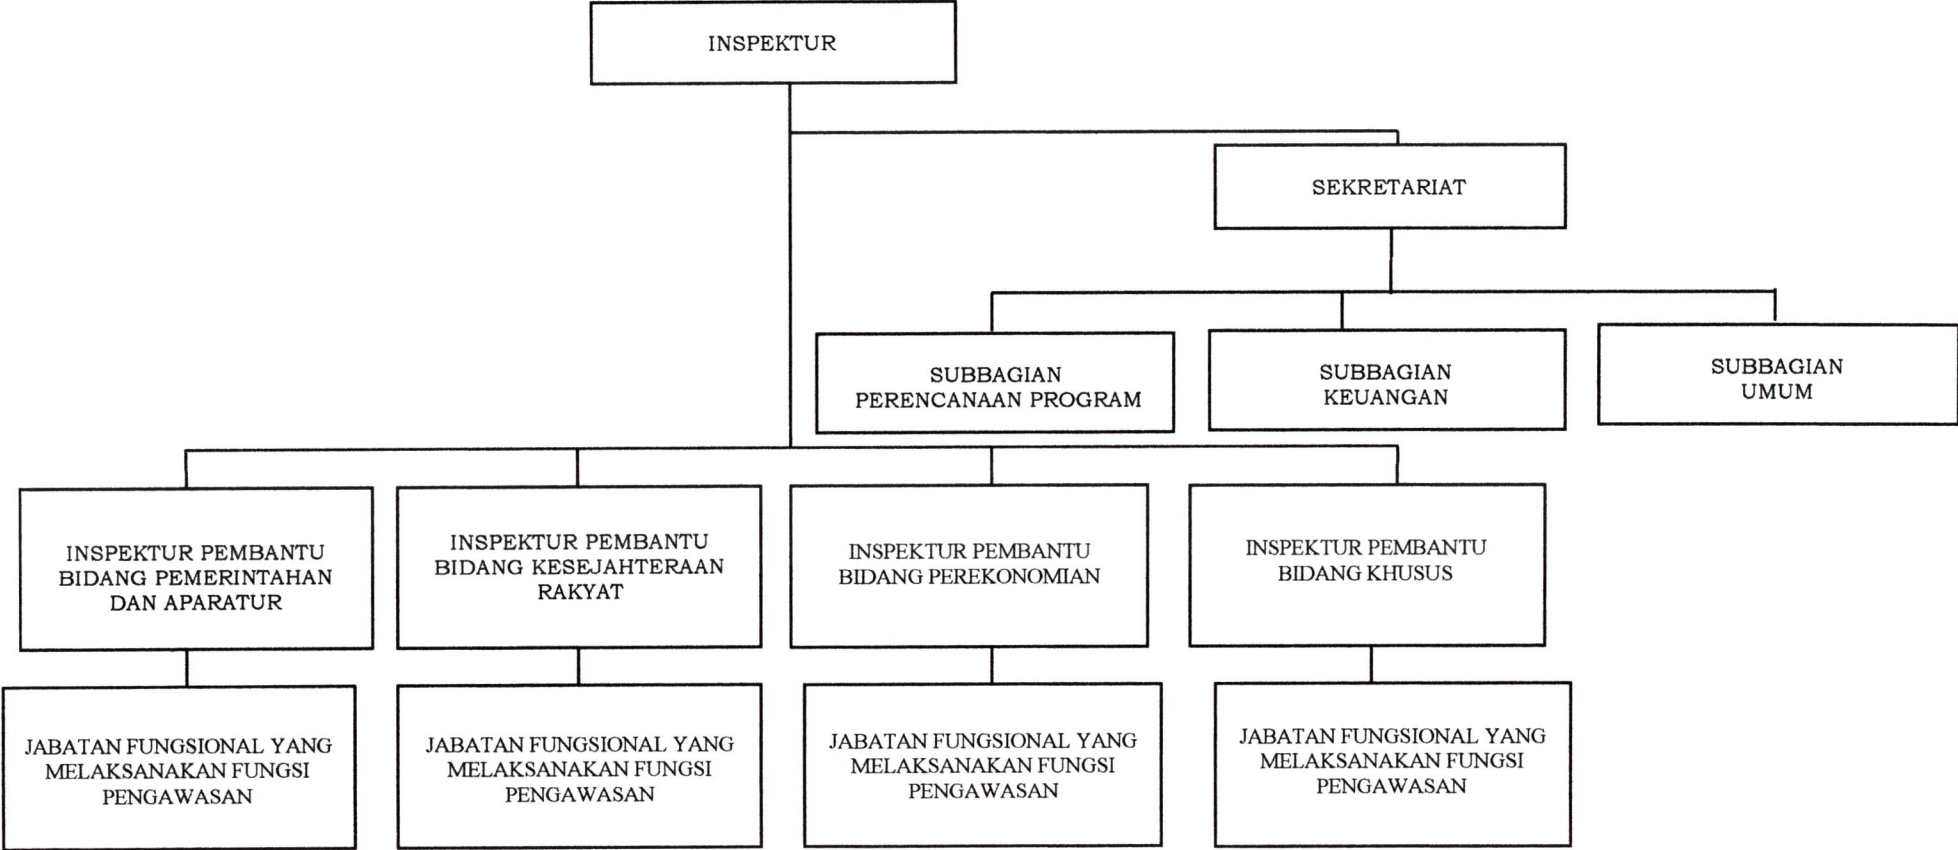 INSPEKTUR
SEKRETARIAT
SUBBAGIAN
PERENCANAAN PROGRAM
SUBBAGIAN
KEUANGAN
SUBBAGIAN
UMUM
INSPEKTUR PEMBANTU
BIDANG PEMERINTAHAN
DAN APARATUR
INSPEKTUR PEMBANTU
BIDANG KESEJAHTERAAN
RAKYAT
INSPEKTUR PEMBANTU
BIDANG PEREKONOMIAN
INSPEKTUR PEMBANTU
BIDANG KHUSUS
JABATAN FUNGSIONAL YANG
MELAKSANAKAN FUNGSI
PENGAWASAN
JABATAN FUNGSIONAL YANG
MELAKSANAKAN FUNGSI
PENGAWASAN
JABATAN FUNGSIONAL YANG
MELAKSANAKAN FUNGSI
PENGAWASAN
JABATAN FUNGSIONAL YANG
MELAKSANAKAN FUNGSI
PENGAWASAN